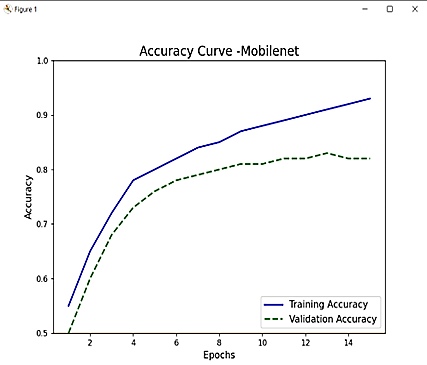 Figure 1
Accuracy Curve -Mobilenet
1.0
0.9
0.8
0.7
0.6
0.5
Accuracy
2 4 6 8 10 12 14
Epochs
Training Accuracy
Validation Accuracy